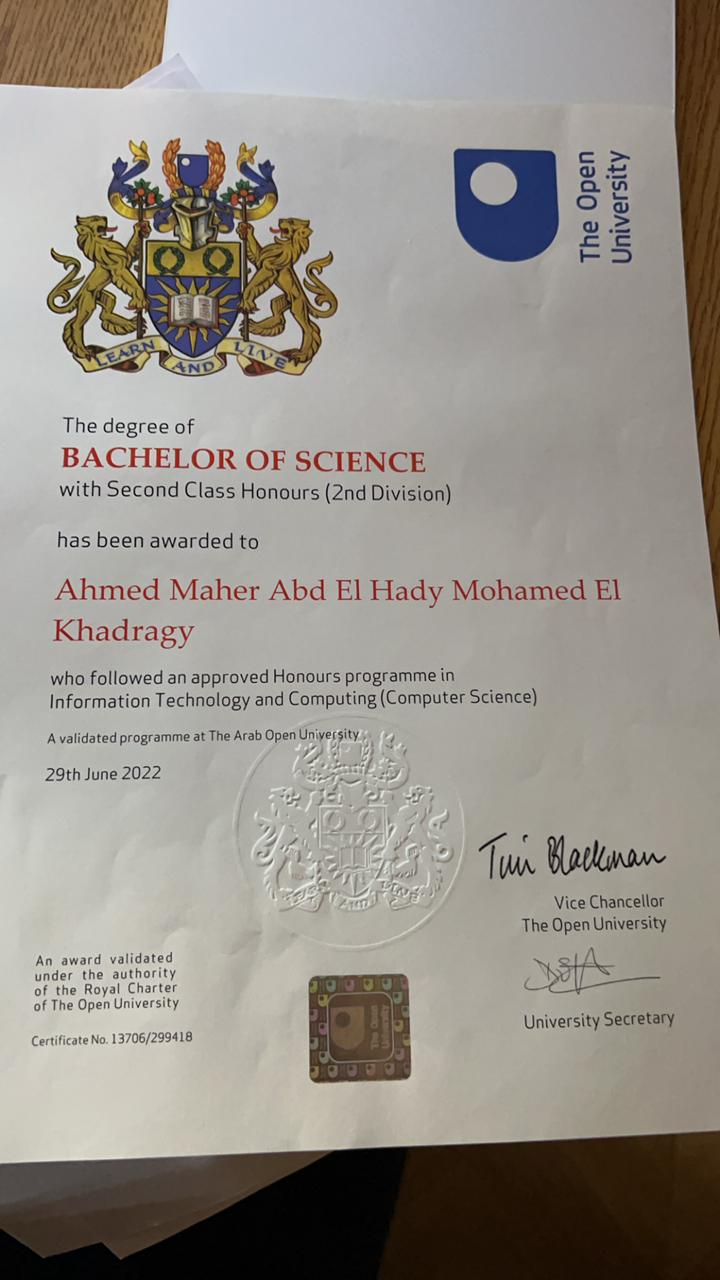 LEARN AND LIVE
The Open
University
The degree of
BACHELOR OF SCIENCE
with Second Class Honours (2nd Division)
has been awarded to
Ahmed Maher Abd El Hady Mohamed El
Khadragy
who followed an approved Honours programme in
Information Technology and Computing (Computer Science)
A validated programme at The Arab Open University
29th June 2022
Tim Blackman
Vice Chancellor
The Open University
University Secretary
An award validated
under the authority
of the Royal Charter
of The Open University
Certificate No. 13706/299418
The Open
University